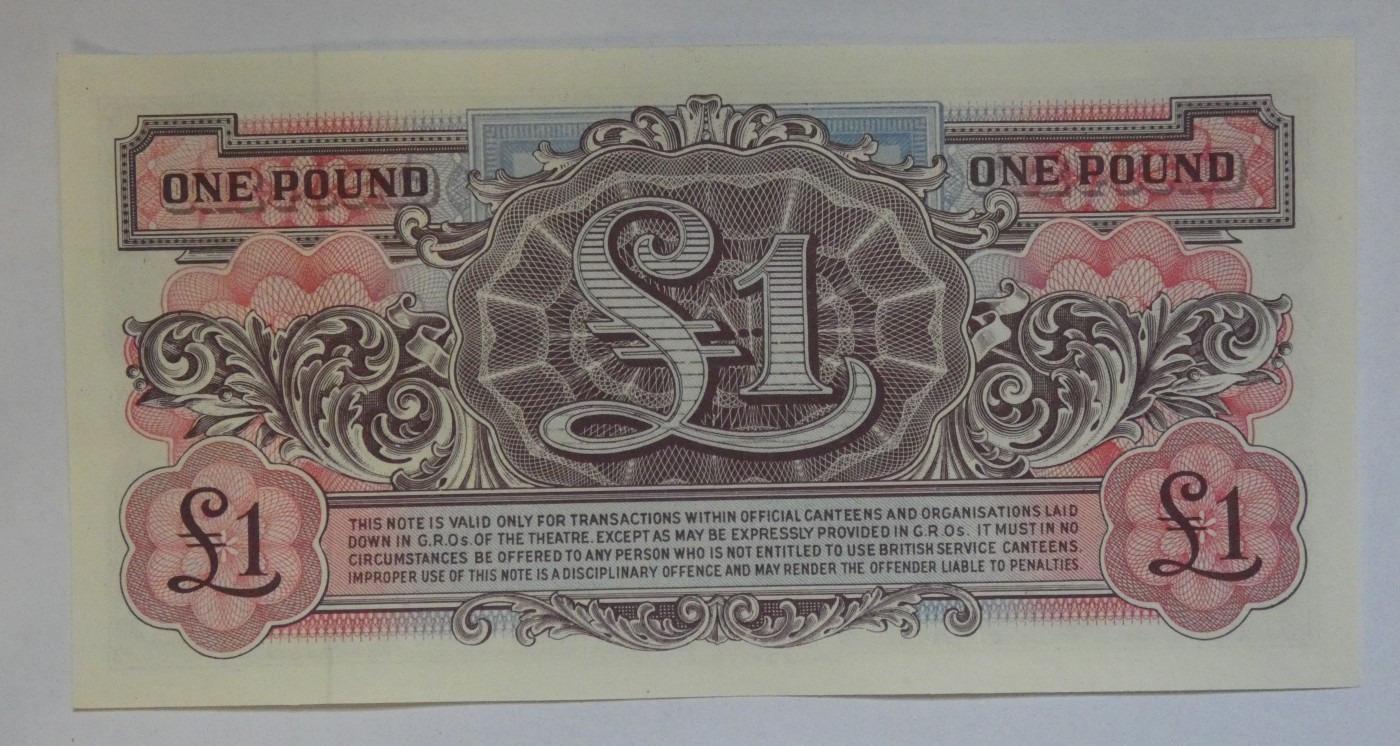 ONE POUND
ONE POUND
£1
£1
£1
THIS NOTE IS VALID ONLY FOR TRANSACTIONS WITHIN OFFICIAL CANTEENS AND ORGANISATIONS LAID
DOWN IN G.R.Os. OF THE THEATRE. EXCEPT AS MAY BE EXPRESSLY PROVIDED IN G.R.Os. IT MUST IN NO
CIRCUMSTANCES BE OFFERED TO ANY PERSON WHO IS NOT ENTITLED TO USE BRITISH SERVICE CANTEENS.
IMPROPER USE OF THIS NOTE IS A DISCIPLINARY OFFENCE AND MAY RENDER THE OFFENDER LIABLE TO PENALTIES.